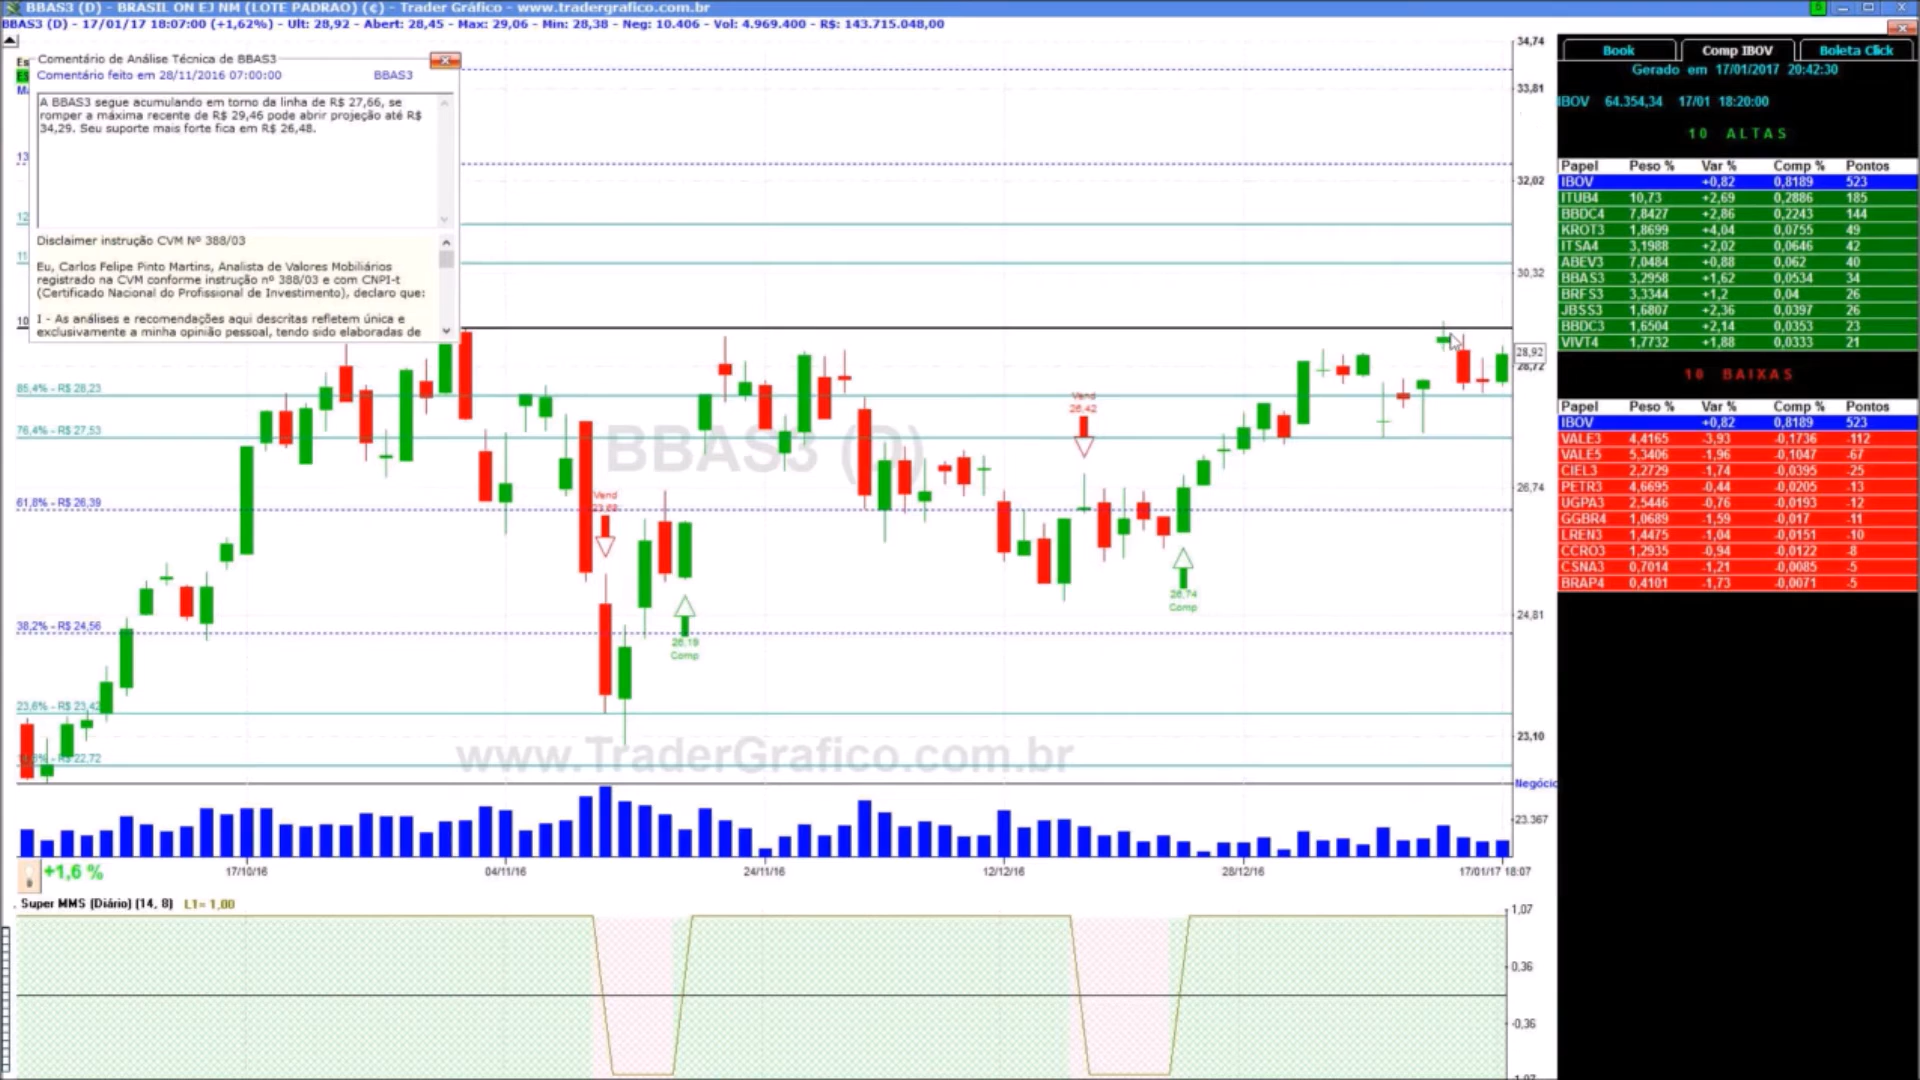 BBAS3 (D) - BRASIL ON EJ NM (LOTE PADRAO) (c) - Trader Gráfico - www.tradergrafico.com.br
BBAS3 (D) - 17/01/17 18:07:00 (+1,62%) - Ult: 28,92 - Abert: 28,45 - Max: 29,06 - Min: 28,38 - Neg: 10.406 - Vol: 4.969.400 - R$: 143.715.048,00
Comentário de Análise Técnica de BBAS3
Comentário feito em 28/11/2016 07:00:00 BBAS3
A BBAS3 segue acumulando em torno da linha de R$ 27,66, se
romper a máxima recente de R$ 29,46 pode abrir projeção até R$
34,29. Seu suporte mais forte fica em R$ 26,48.
Disclaimer instrução CVM Nº 388/03
Eu, Carlos Felipe Pinto Martins, Analista de Valores Mobiliários
registrado na CVM conforme instrução nº 388/03 e com CNPI-t
(Certificado Nacional do Profissional de Investimento), declaro que:
I - As análises e recomendações aqui descritas refletem única e
exclusivamente a minha opinião pessoal, tendo sido elaboradas de
85,4% - R$ 28,23
76,4% - R$ 27,53
61,8% - R$ 26,39
38,2% - R$ 24,56
23,6% - R$ 23,42
R$ 22,72
BBAS3 (D)
www.TraderGrafico.com.br
Vend
Vend
26,42
26,19
Comp
26,74
Comp
34,74
33,81
32,02
30,32
28,92
28,72
26,74
24,81
23,10
Negóci
23.367
+1,6 %
17/10/16
04/11/16
24/11/16
12/12/16
28/12/16
17/01/17 18:07
Super MMS (Diário) (14, 8) L1= 1,00
1,07
0,36
-0,36
-1,07
Book Comp IBOV Boleta Click
Gerado em 17/01/2017 20:42:30
IBOV 64.354,34 17/01 18:20:00
10 ALTAS
Papel Peso % Var % Comp % Pontos
IBOV +0,82 0,8189 523
ITUB4 10,73 +2,69 0,2886 185
BBDC4 7,8427 +2,86 0,2243 144
KROT3 1,8699 +4,04 0,0755 49
ITSA4 3,1988 +2,02 0,0646 42
ABEV3 7,0484 +0,88 0,062 40
BBAS3 3,2958 +1,62 0,0534 34
BRFS3 3,3344 +1,2 0,04 26
JBSS3 1,6807 +2,36 0,0397 26
BBDC3 1,6504 +2,14 0,0353 23
VIVT4 1,7732 +1,88 0,0333 21
10 BAIXAS
Papel Peso % Var % Comp % Pontos
IBOV +0,82 0,8189 523
VALE3 4,4165 -3,93 -0,1736 -112
VALE5 5,3406 -1,96 -0,1047 -67
CIEL3 2,2729 -1,74 -0,0395 -25
PETR3 4,6695 -0,44 -0,0205 -13
UGPA3 2,5446 -0,76 -0,0193 -12
GGBR4 1,0689 -1,59 -0,017 -11
LREN3 1,4475 -1,04 -0,0151 -10
CCRO3 1,2935 -0,94 -0,0122 -8
CSNA3 0,7014 -1,21 -0,0085 -5
BRAP4 0,4101 -1,73 -0,0071 -5